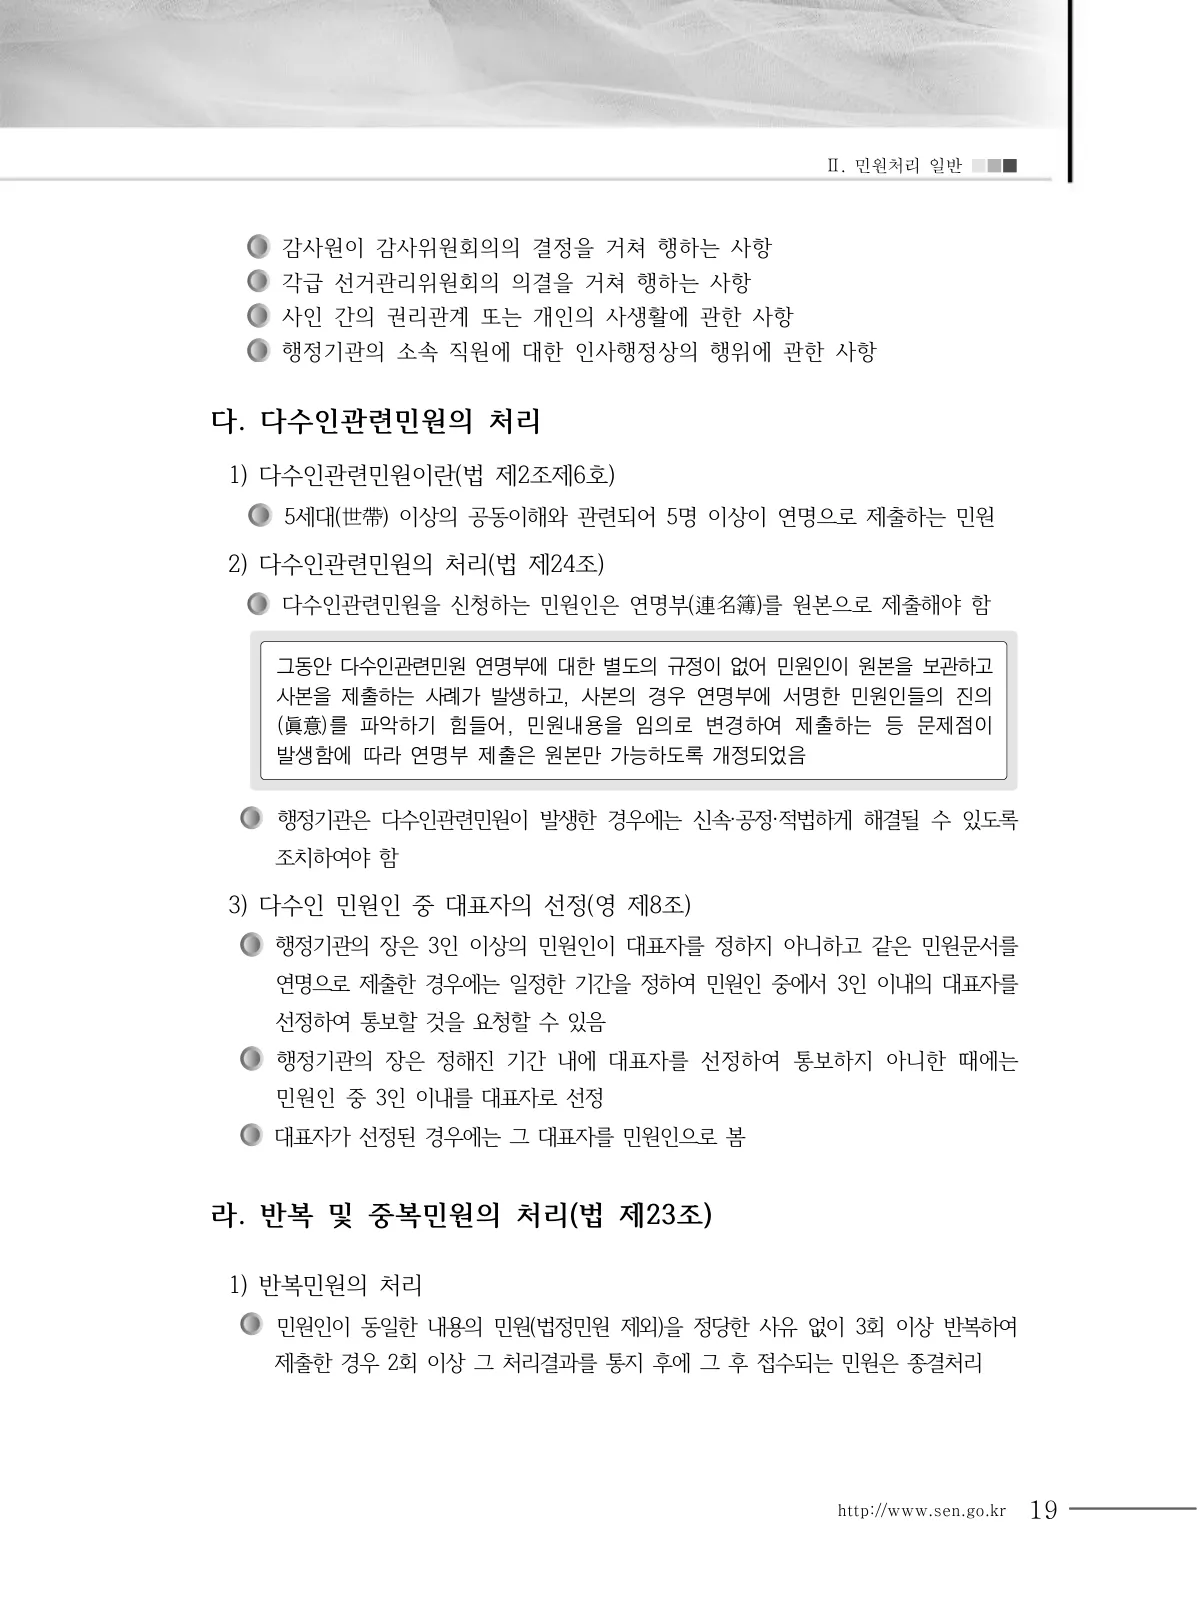 Ⅱ. 민원처리 일반
감사원이 감사위원회의의 결정을 거쳐 행하는 사항
각급 선거관리위원회의 의결을 거쳐 행하는 사항
사인 간의 권리관계 또는 개인의 사생활에 관한 사항
행정기관의 소속 직원에 대한 인사행정상의 행위에 관한 사항
다. 다수인관련민원의 처리
1) 다수인관련민원이란(법 제2조제6호)
5세대(世帶) 이상의 공동이해와 관련되어 5명 이상이 연명으로 제출하는 민원
2) 다수인관련민원의 처리(법 제24조)
다수인관련민원을 신청하는 민원인은 연명부(連名簿)를 원본으로 제출해야 함
그동안 다수인관련민원 연명부에 대한 별도의 규정이 없어 민원인이 원본을 보관하고
사본을 제출하는 사례가 발생하고, 사본의 경우 연명부에 서명한 민원인들의 진의
(眞意)를 파악하기 힘들어, 민원내용을 임의로 변경하여 제출하는 등 문제점이
발생함에 따라 연명부 제출은 원본만 가능하도록 개정되었음
행정기관은 다수인관련민원이 발생한 경우에는 신속·공정·적법하게 해결될 수 있도록
조치하여야 함
3) 다수인 민원인 중 대표자의 선정(영 제8조)
행정기관의 장은 3인 이상의 민원인이 대표자를 정하지 아니하고 같은 민원문서를
연명으로 제출한 경우에는 일정한 기간을 정하여 민원인 중에서 3인 이내의 대표자를
선정하여 통보할 것을 요청할 수 있음
행정기관의 장은 정해진 기간 내에 대표자를 선정하여 통보하지 아니한 때에는
민원인 중 3인 이내를 대표자로 선정
대표자가 선정된 경우에는 그 대표자를 민원인으로 봄
라. 반복 및 중복민원의 처리(법 제23조)
1) 반복민원의 처리
민원인이 동일한 내용의 민원(법정민원 제외)을 정당한 사유 없이 3회 이상 반복하여
제출한 경우 2회 이상 그 처리결과를 통지 후에 그 후 접수되는 민원은 종결처리
http://www.sen.go.kr 19